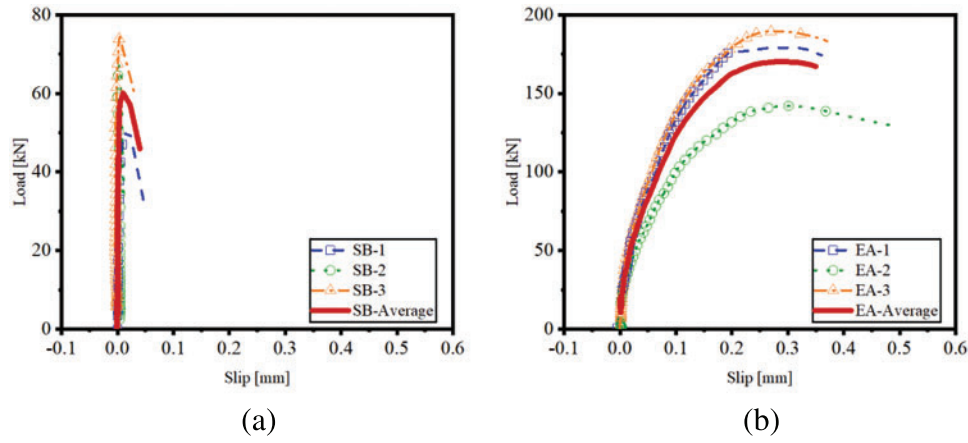 80
60
40
20
0
Load [kN]
-0.1 0.0 0.1 0.2 0.3 0.4 0.5 0.6
Slip [mm]
SB-1
SB-2
SB-3
SB-Average
(a)
200
150
100
50
0
Load [kN]
-0.1 0.0 0.1 0.2 0.3 0.4 0.5 0.6
Slip [mm]
EA-1
EA-2
EA-3
EA-Average
(b)